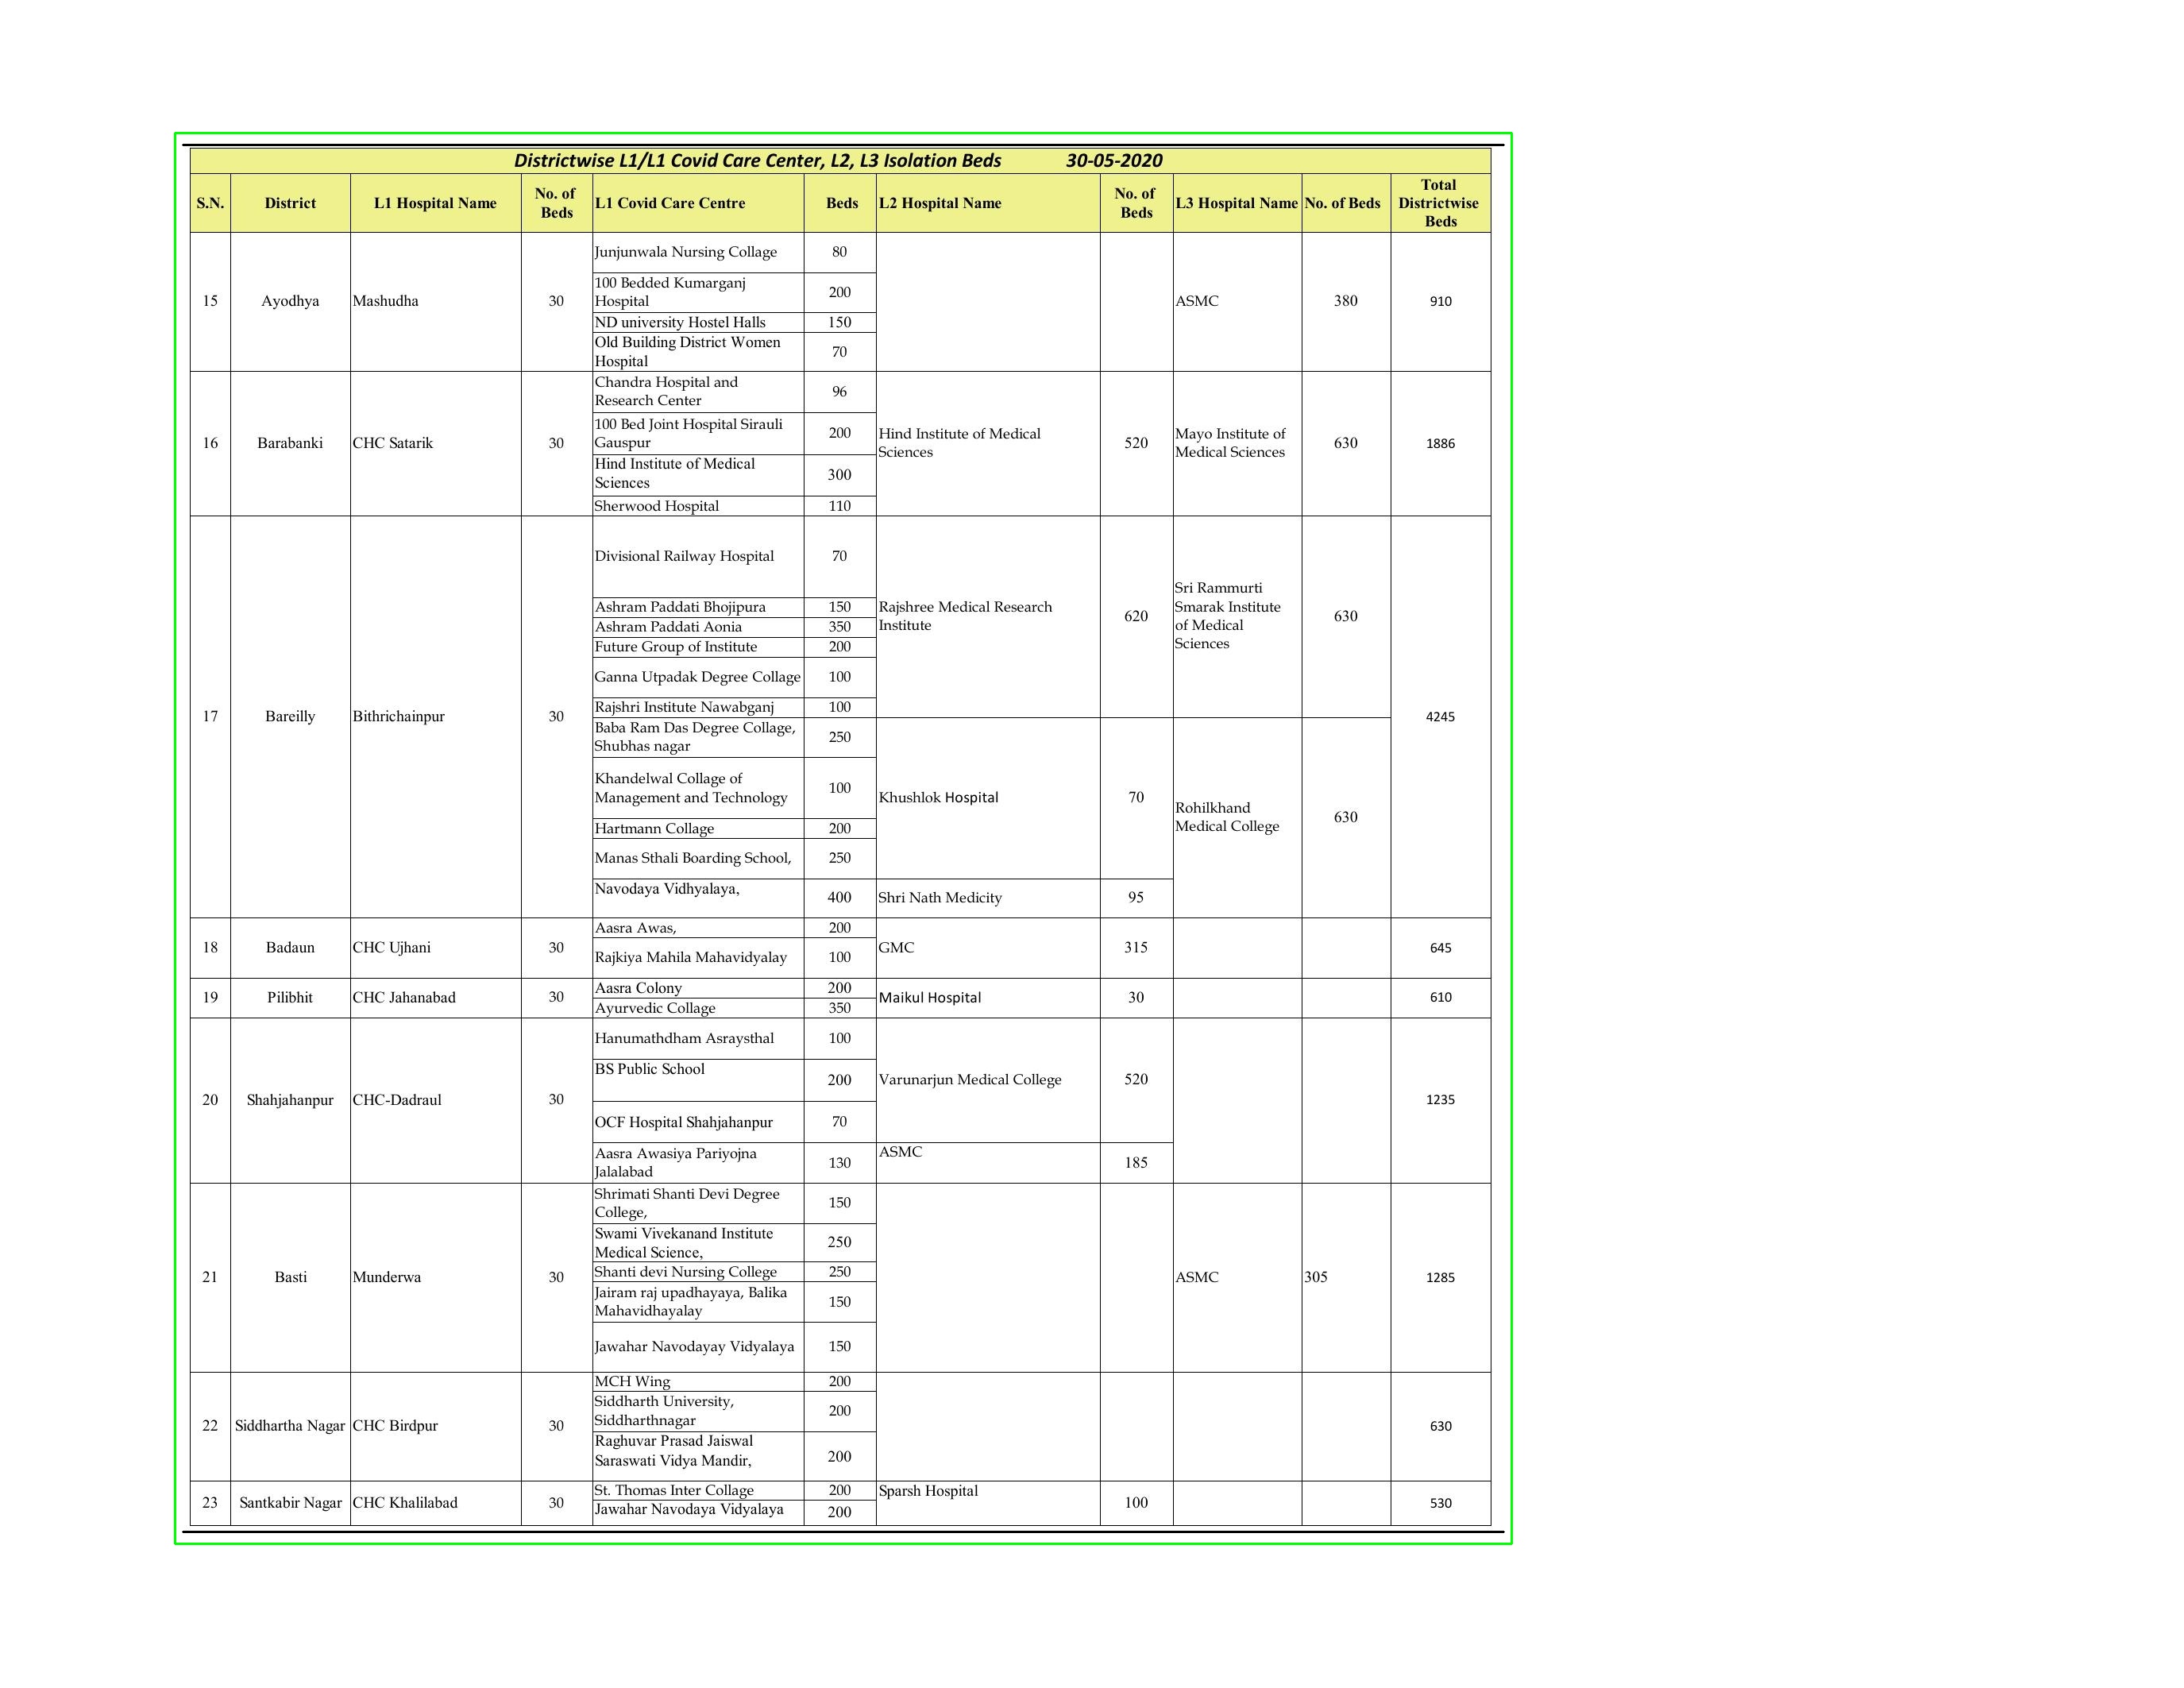 Districtwise L1/L1 Covid Care Center, L2, L3 Isolation Beds 30-05-2020
S.N. District L1 Hospital Name No. of Beds L1 Covid Care Centre Beds L2 Hospital Name No. of Beds L3 Hospital Name No. of Beds Total Districtwise Beds
15 Ayodhya Mashudha 30 Junjunwala Nursing Collage 80 ASMC 380 910
100 Bedded Kumarganj Hospital 200
ND university Hostel Halls 150
Old Building District Women Hospital 70
16 Barabanki CHC Satarik 30 Chandra Hospital and Research Center 96 Hind Institute of Medical Sciences 520 Mayo Institute of Medical Sciences 630 1886
100 Bed Joint Hospital Sirauli Gauspur 200
Hind Institute of Medical Sciences 300
Sherwood Hospital 110
17 Bareilly Bithrichainpur 30 Divisional Railway Hospital 70 Rajshree Medical Research Institute 620 Sri Rammurti Smarak Institute of Medical Sciences 630 4245
Ashram Paddati Bhojipura 150
Ashram Paddati Aonia 350
Future Group of Institute 200
Ganna Utpadak Degree Collage 100
Rajshri Institute Nawabganj 100
Baba Ram Das Degree Collage, Shubhas nagar 250 Khushlok Hospital 70 Rohilkhand Medical College 630
Khandelwal Collage of Management and Technology 100
Hartmann Collage 200
Manas Sthali Boarding School, 250
Navodaya Vidhyalaya, 400 Shri Nath Medicity 95
18 Badaun CHC Ujhani 30 Aasra Awas, 200 GMC 315 645
Rajkiya Mahila Mahavidyalay 100
19 Pilibhit CHC Jahanabad 30 Aasra Colony 200 Maikul Hospital 30 610
Ayurvedic Collage 350
20 Shahjahanpur CHC-Dadraul 30 Hanumathdham Asraysthal 100 Varunarjun Medical College 520 1235
BS Public School 200
OCF Hospital Shahjahanpur 70
Aasra Awasiya Pariyojna Jalalabad 130 ASMC 185
21 Basti Munderwa 30 Shrimati Shanti Devi Degree College, 150 ASMC 305 1285
Swami Vivekanand Institute Medical Science, 250
Shanti devi Nursing College 250
Jairam raj upadhayaya, Balika Mahavidhayalay 150
Jawahar Navodayay Vidyalaya 150
22 Siddhartha Nagar CHC Birdpur 30 MCH Wing 200 630
Siddharth University, Siddharthnagar 200
Raghuvar Prasad Jaiswal Saraswati Vidya Mandir, 200
23 Santkabir Nagar CHC Khalilabad 30 St. Thomas Inter Collage 200 Sparsh Hospital 100 530
Jawahar Navodaya Vidyalaya 200